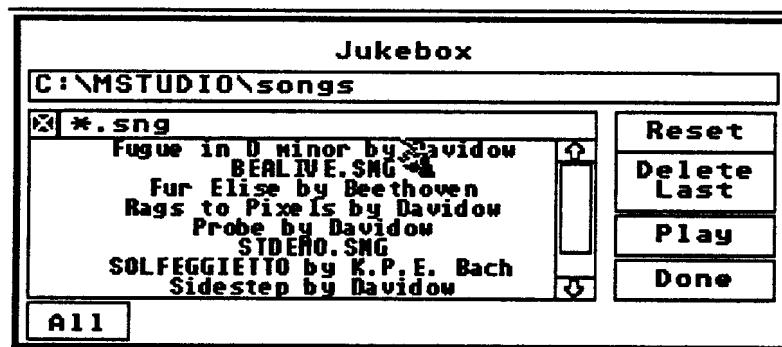 Jukebox
C:\MSTUDIO\songs
*.sng
Fugue in D minor by Davidow
BEALIVE.SNG
Fur Elise by Beethoven
Rags to Pixels by Davidow
Probe by Davidow
STDEMO.SNG
SOLFEGGIETTO by K.P.E. Bach
Sidestep by Davidow
Reset
Delete
Last
Play
Done
All